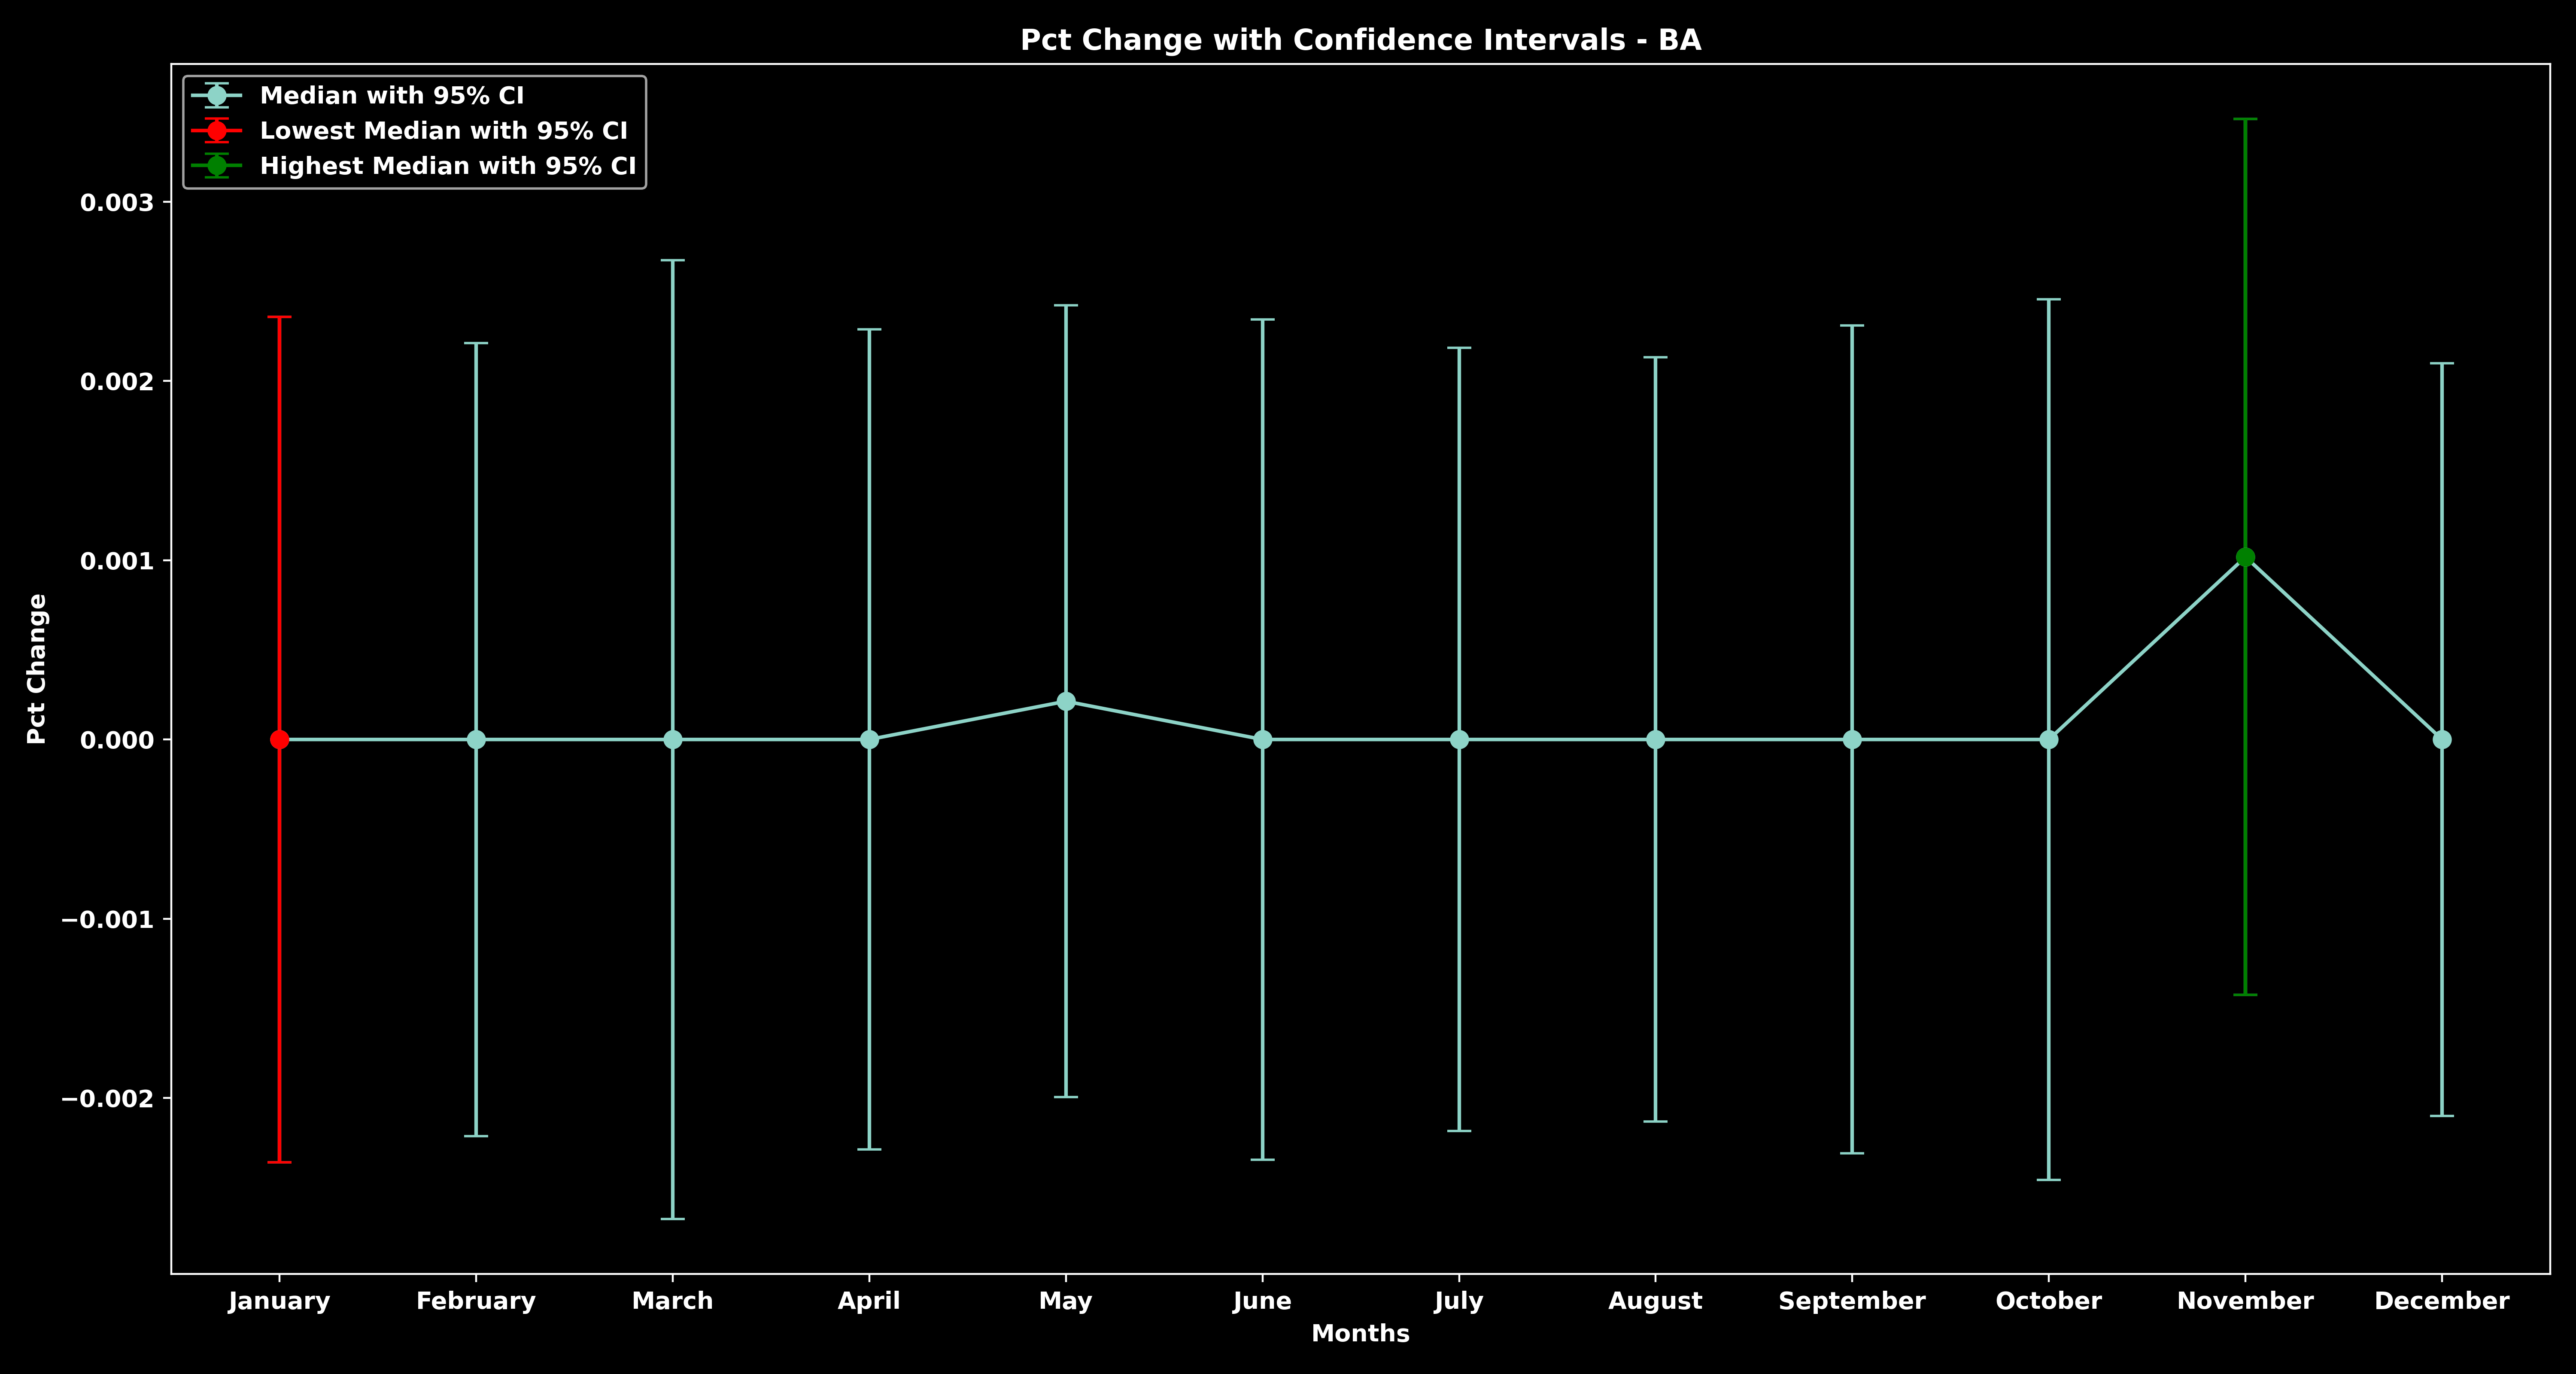 Pct Change with Confidence Intervals - BA
Median with 95% CI
Lowest Median with 95% CI
Highest Median with 95% CI
0.003
0.002
0.001
0.000
−0.001
−0.002
Pct Change
January February March April May June July August September October November December
Months